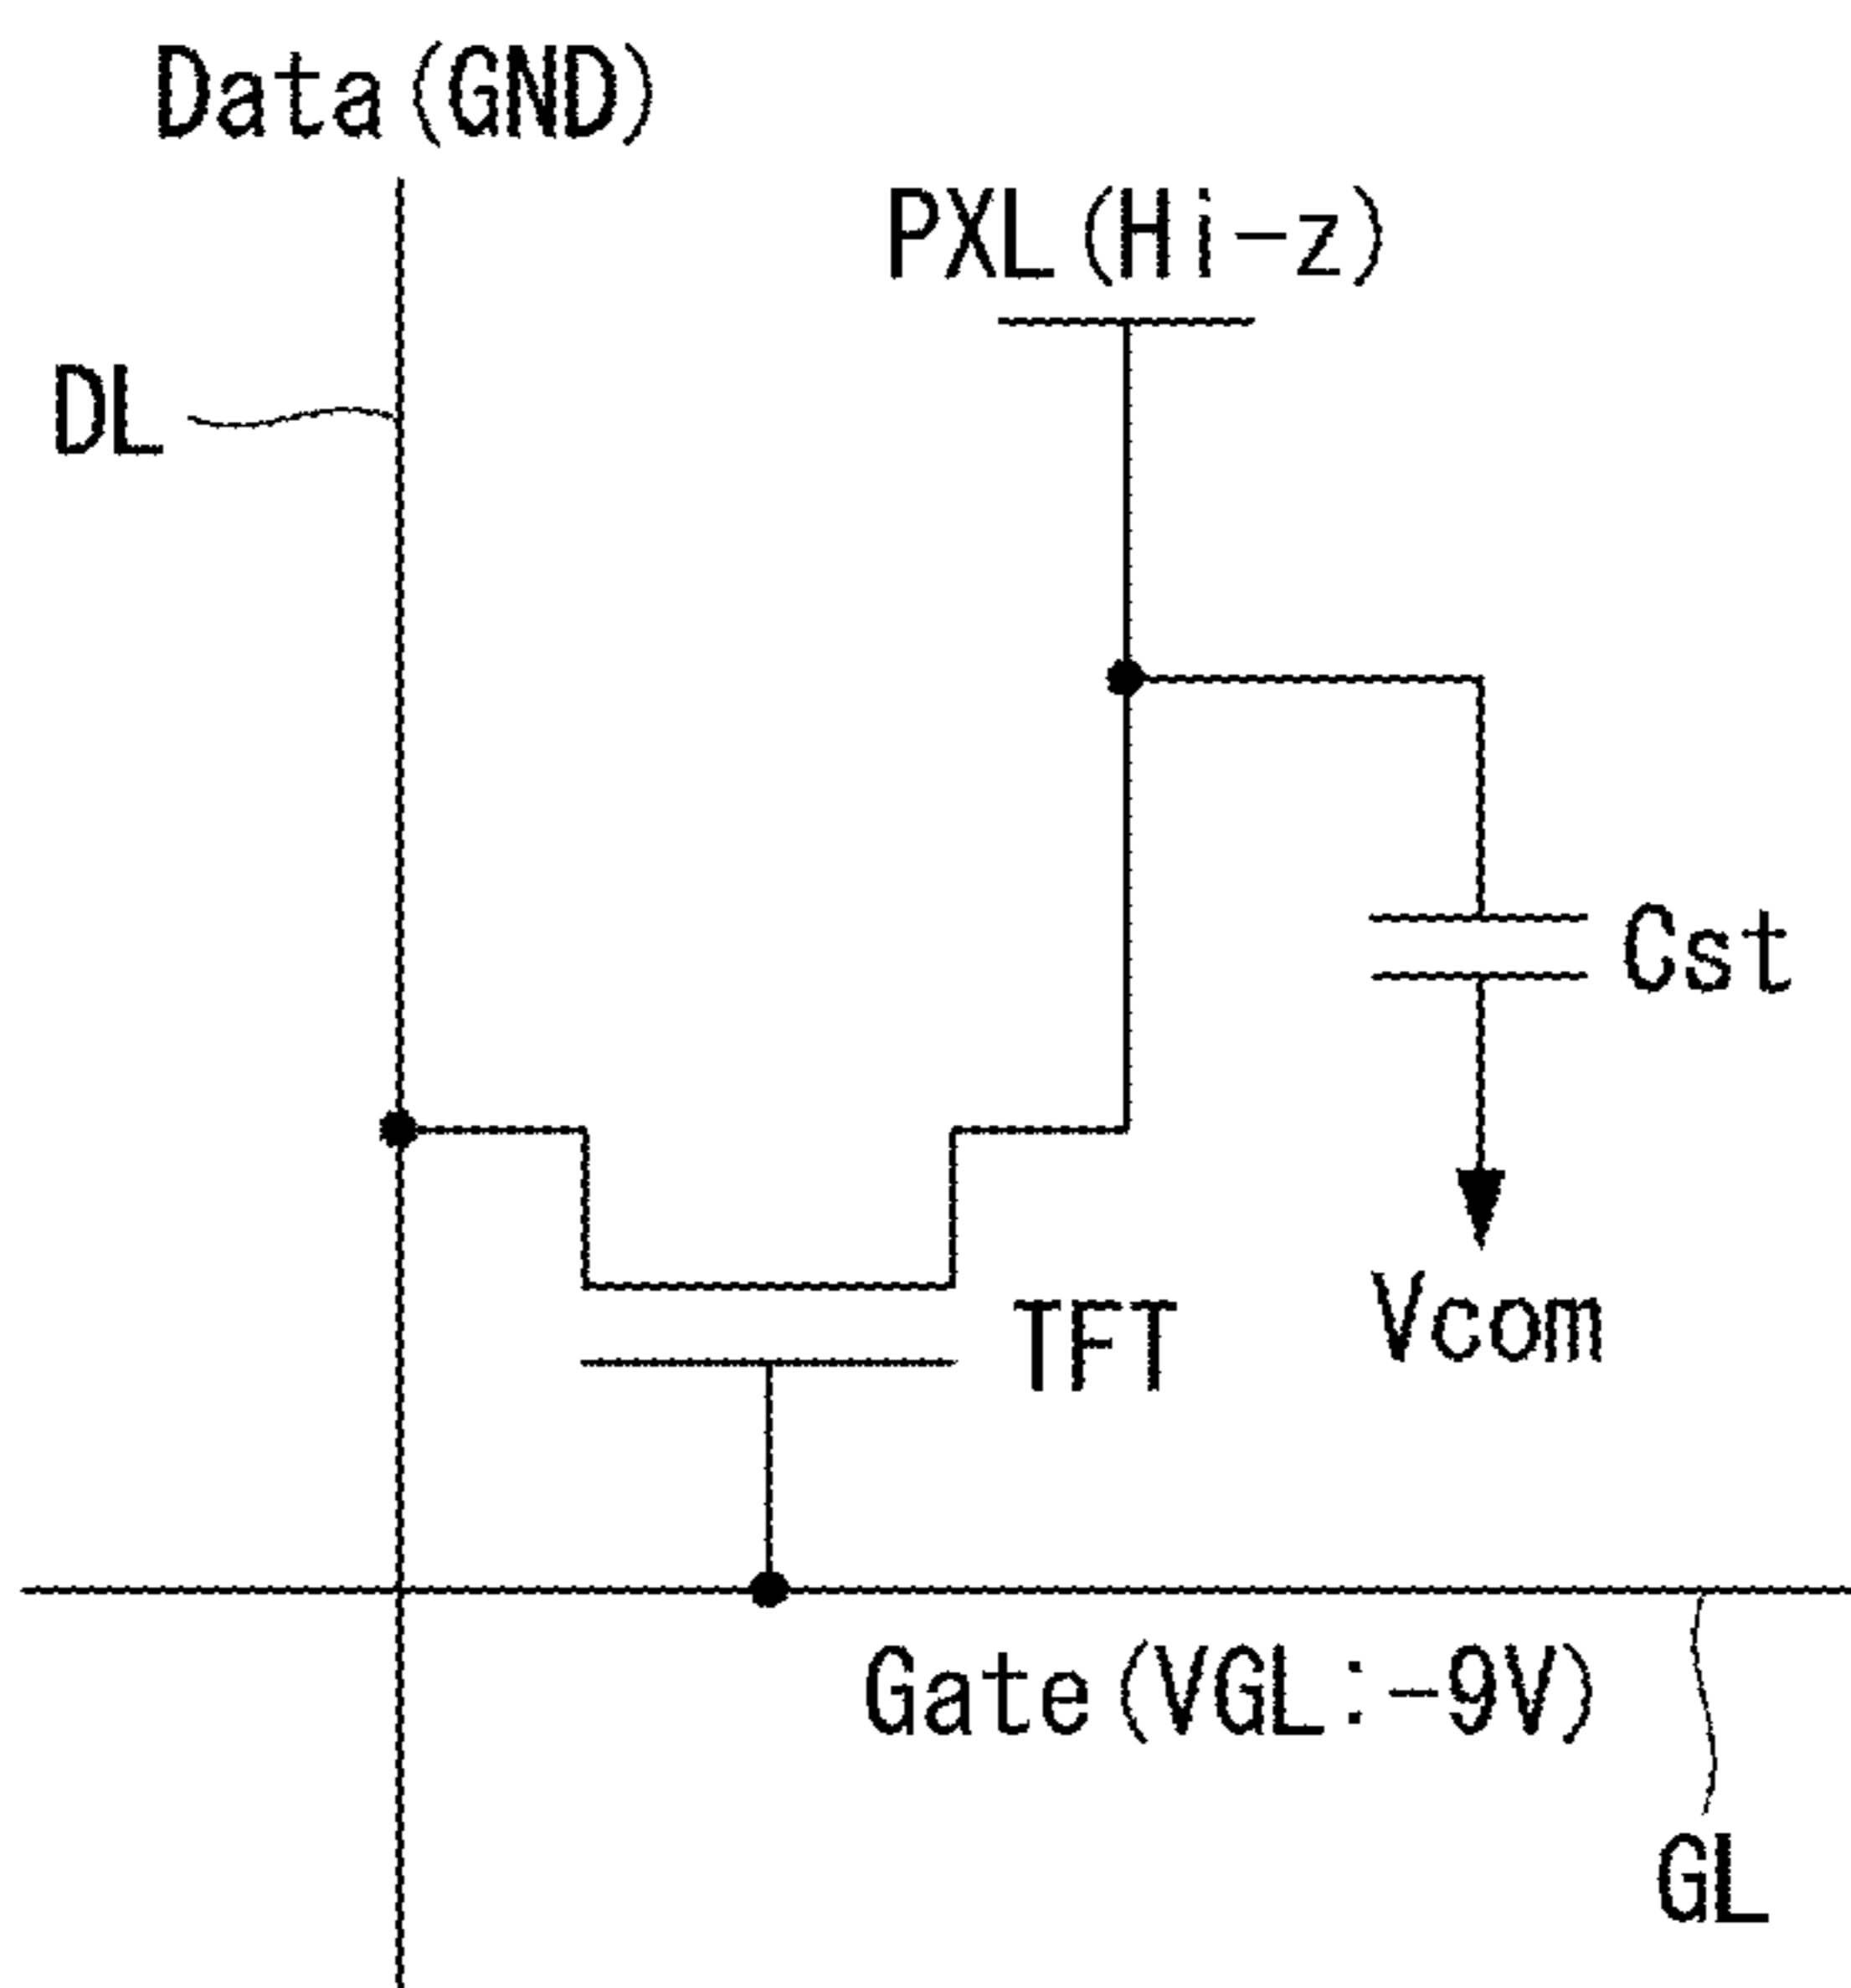 Data(GND)
PXL(Hi-z)
DL
Cst
TFT
Vcom
Gate(VGL:-9V)
GL